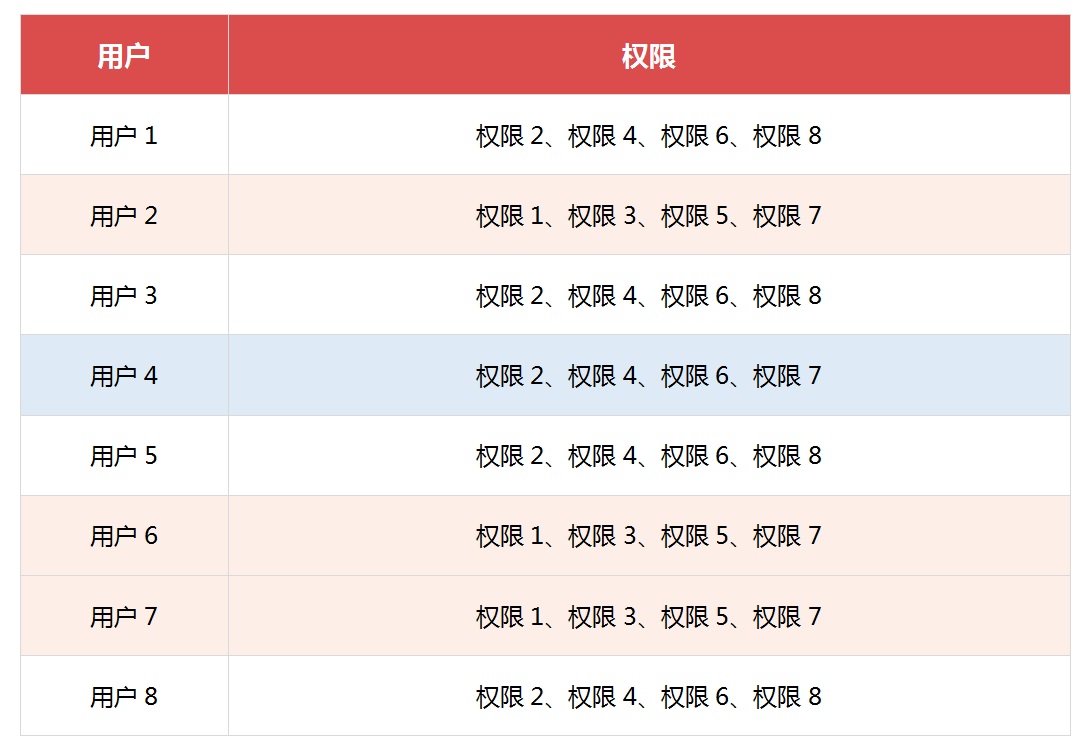 用户 权限
用户 1 权限 2、权限 4、权限 6、权限 8
用户 2 权限 1、权限 3、权限 5、权限 7
用户 3 权限 2、权限 4、权限 6、权限 8
用户 4 权限 2、权限 4、权限 6、权限 7
用户 5 权限 2、权限 4、权限 6、权限 8
用户 6 权限 1、权限 3、权限 5、权限 7
用户 7 权限 1、权限 3、权限 5、权限 7
用户 8 权限 2、权限 4、权限 6、权限 8